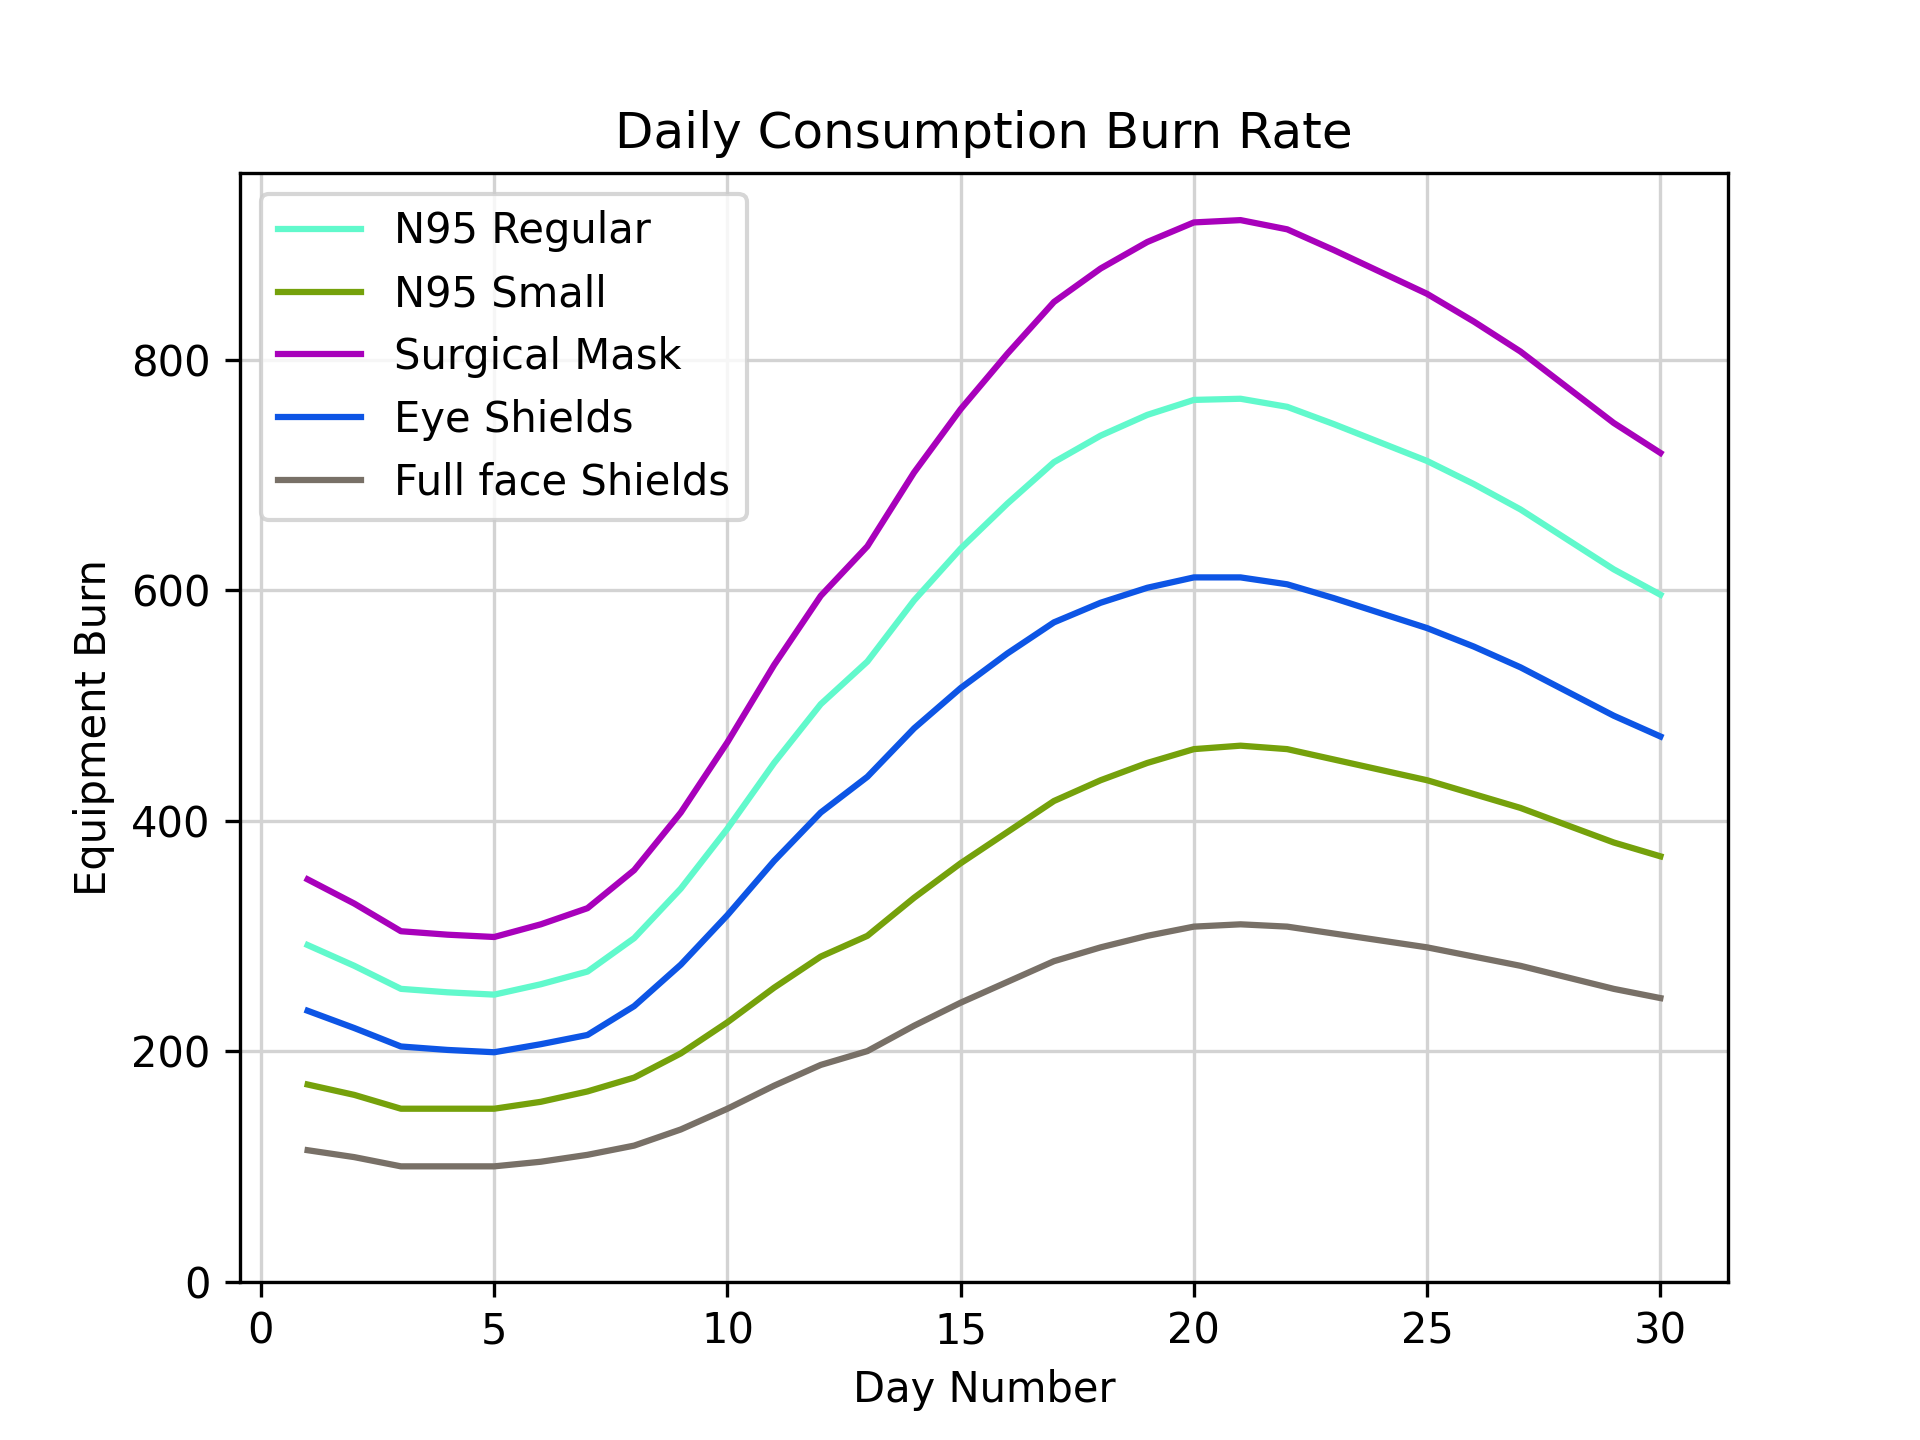 Daily Consumption Burn Rate
N95 Regular
N95 Small
Surgical Mask
Eye Shields
Full face Shields
Equipment Burn
800
600
400
200
0
0 5 10 15 20 25 30
Day Number